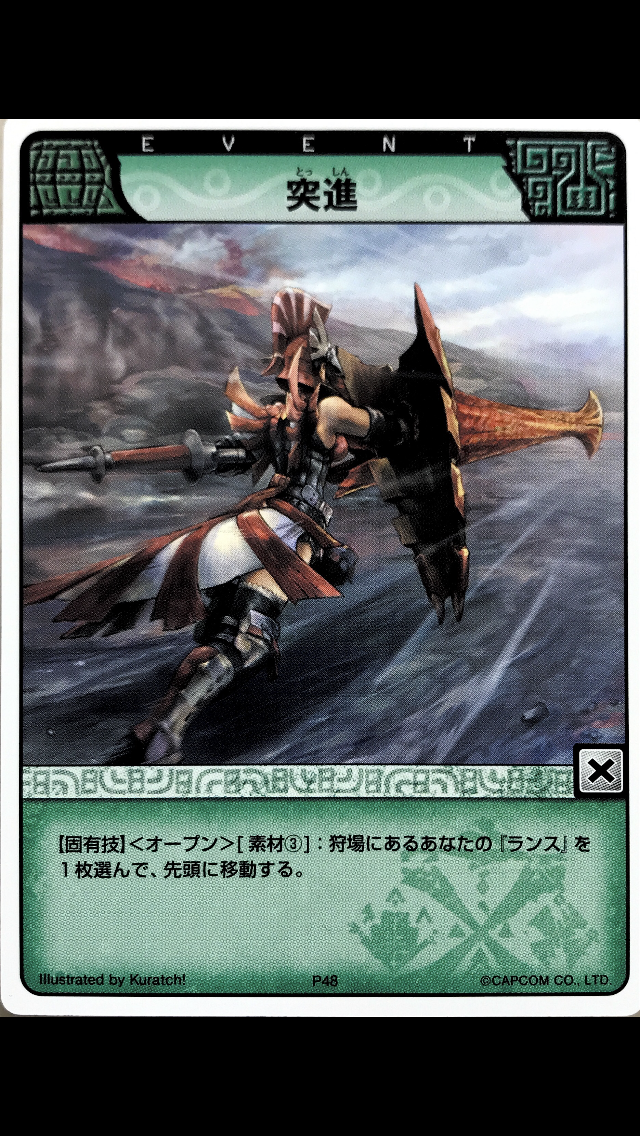 EVENT
とっ しん
突進
【固有技】<オープン>[素材③]：狩場にあるあなたの『ランス』を
１枚選んで、先頭に移動する。
Illustrated by Kuratch! P48 ©CAPCOM CO., LTD.